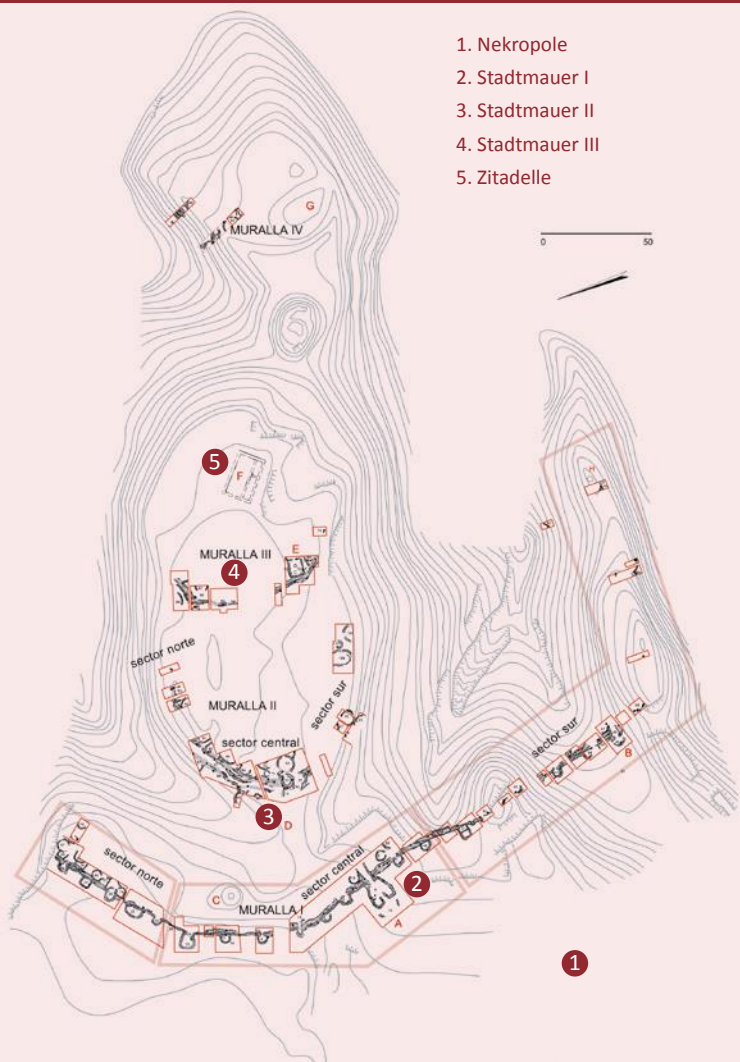 1. Nekropole
2. Stadtmauer I
3. Stadtmauer II
4. Stadtmauer III
5. Zitadelle
0 50
G
MURALLA IV
5
F
E
MURALLA III
4
sector norte
MURALLA II
sector sur
sector central
sector sur
B
3
D
sector norte
sector central
C
MURALLA I
2
A
1